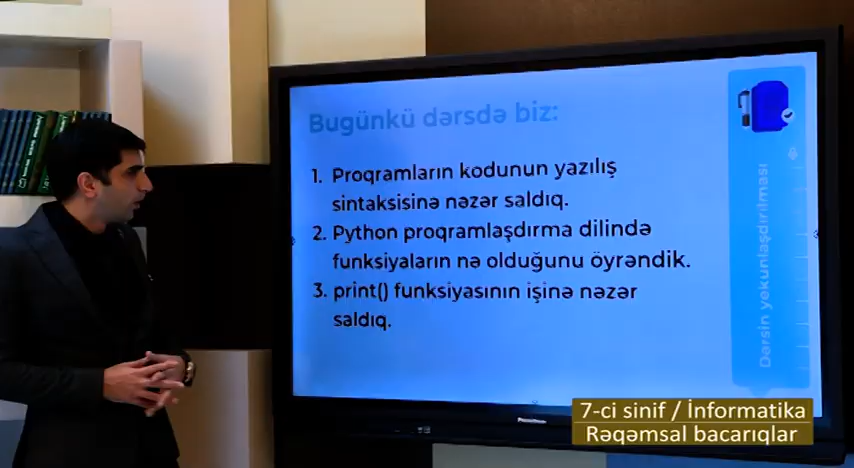 Bugünkü dərsdə biz:
1. Proqramların kodunun yazılış
sintaksisinə nəzər saldıq.
2. Python proqramlaşdırma dilində
funksiyaların nə olduğunu öyrəndik.
3. print() funksiyasının işinə nəzər
saldıq.
Dərsin yekunlaşdırılması
7-ci sinif / İnformatika
Rəqəmsal bacarıqlar